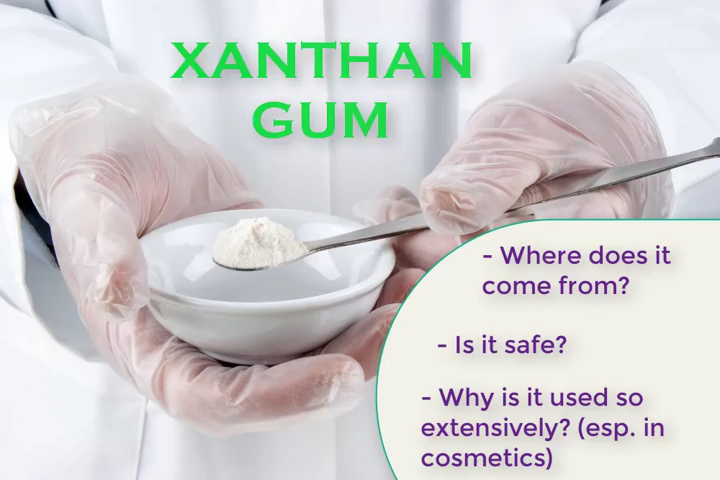 XANTHAN
GUM
- Where does it
come from?
- Is it safe?
- Why is it used so
extensively? (esp. in
cosmetics)